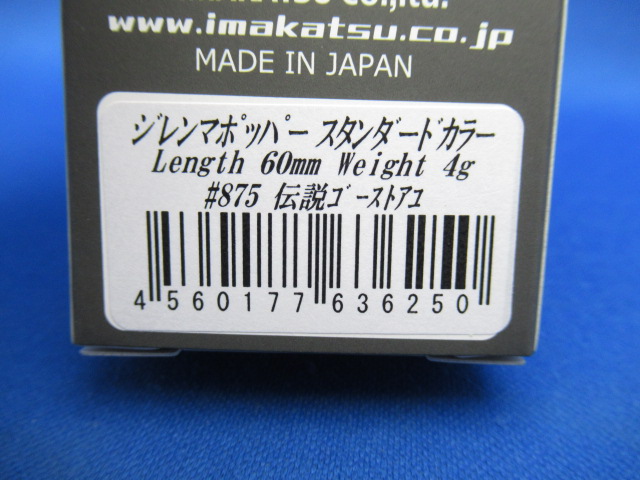 www.imakatsu.co.jp
MADE IN JAPAN
ジレンマポッパー スタンダードカラー
Length 60mm Weight 4g
#875 伝説ゴーストアユ
4 560177 636250